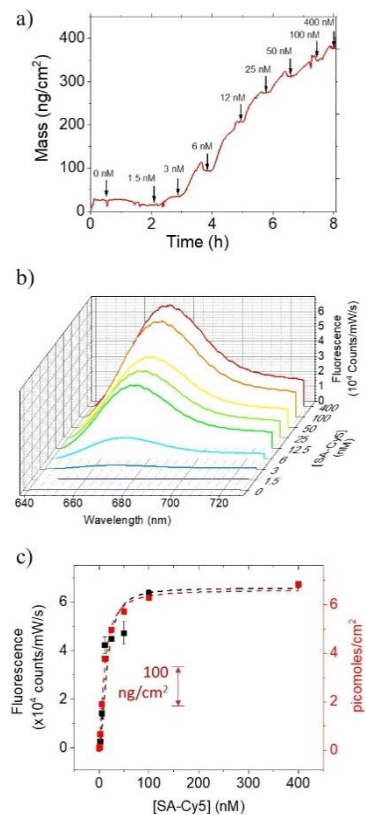 a)
400
300
200
100
0
Mass (ng/cm²)
0 nM
1.5 nM
3 nM
6 nM
12 nM
25 nM
50 nM
100 nM
400 nM
0 2 4 6 8
Time (h)
b)
6
5
4
3
2
1
0
Fluorescence
(10⁴ Counts/mW/s)
400
100
50
25
12.5
6
3
1.5
0
[SA-Cy5]
(nM)
640 660 680 700 720
Wavelength (nm)
c)
6
4
2
0
Fluorescence
(x10⁴ counts/mW/s)
100
ng/cm²
6
4
2
0
picomoles/cm²
0 100 200 300 400
[SA-Cy5] (nM)